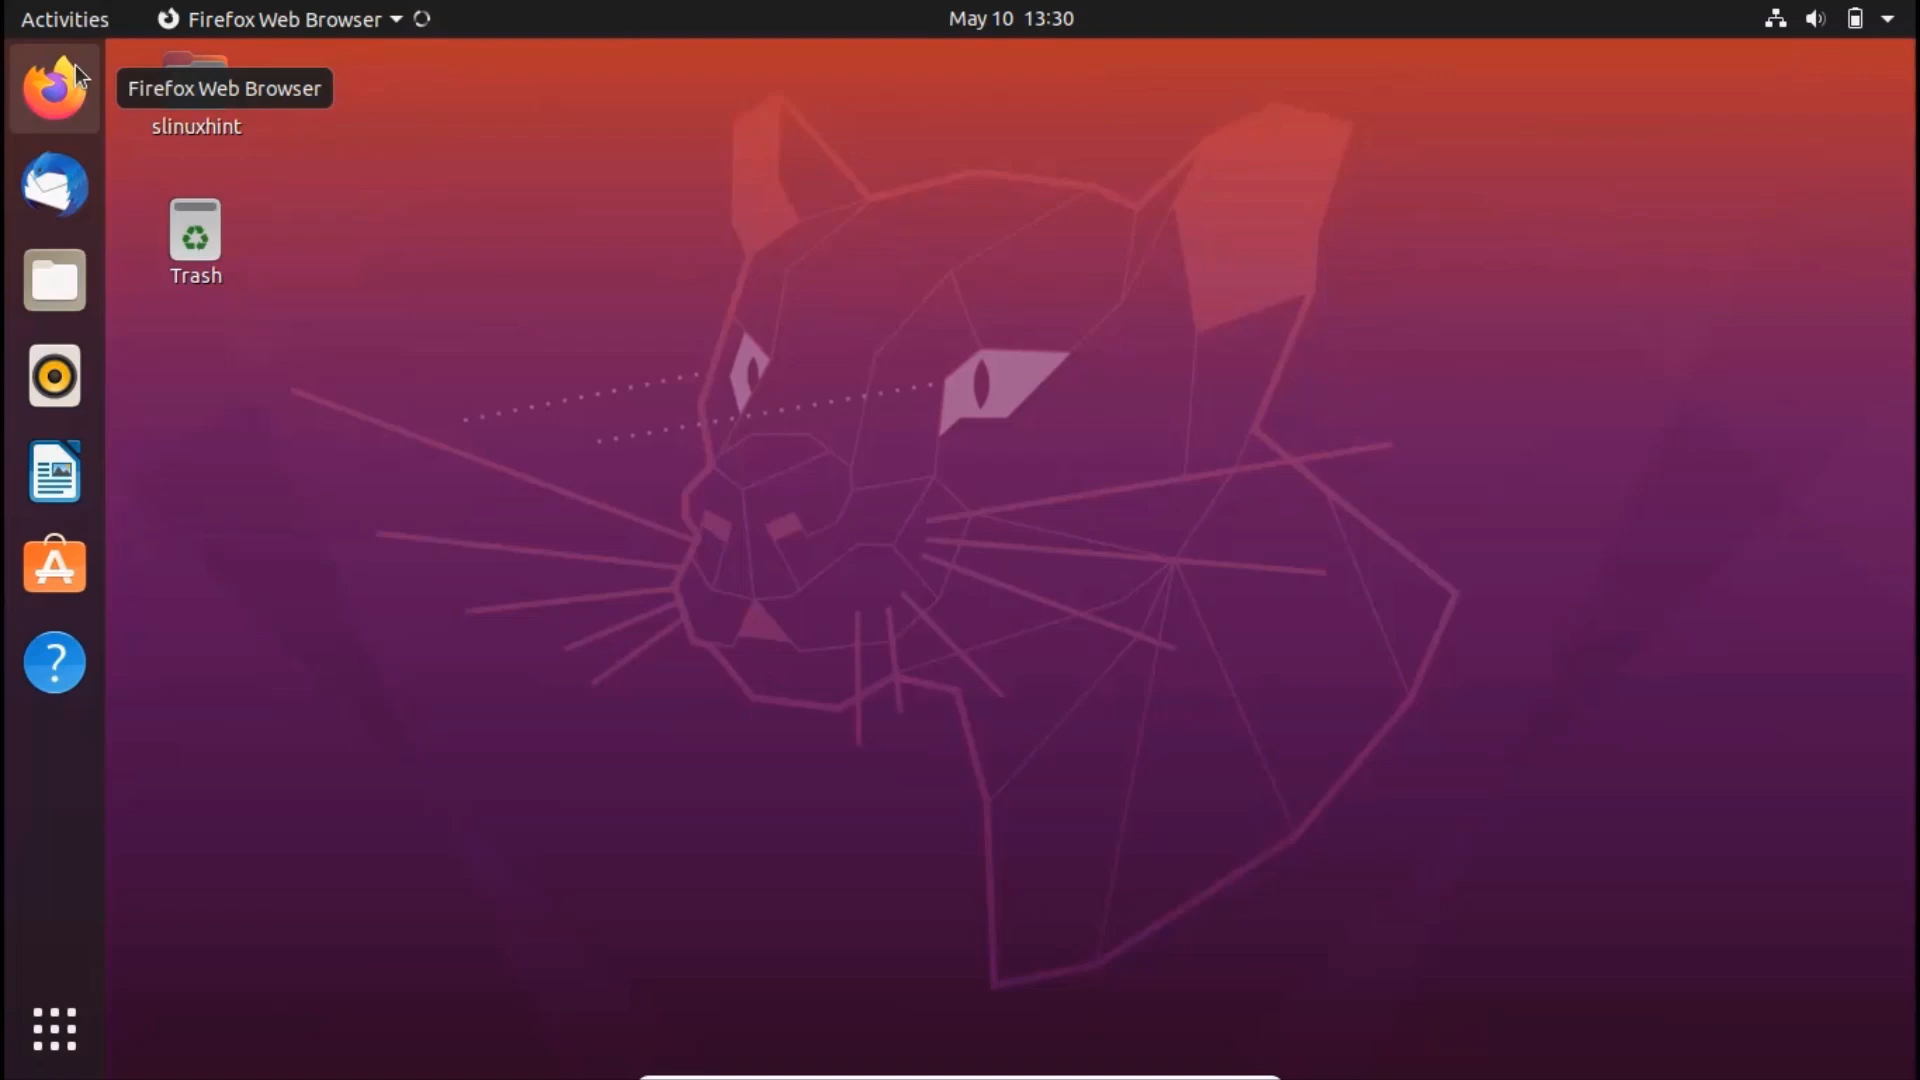 Activities
Firefox Web Browser
May 10 13:30
Firefox Web Browser
slinuxhint
Trash